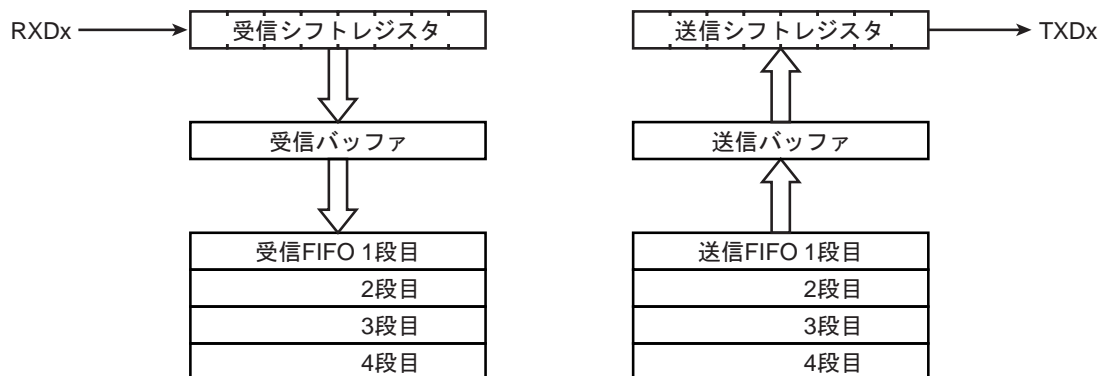 RXDx
受信シフトレジスタ
受信バッファ
受信FIFO 1段目
2段目
3段目
4段目
送信シフトレジスタ
TXDx
送信バッファ
送信FIFO 1段目
2段目
3段目
4段目